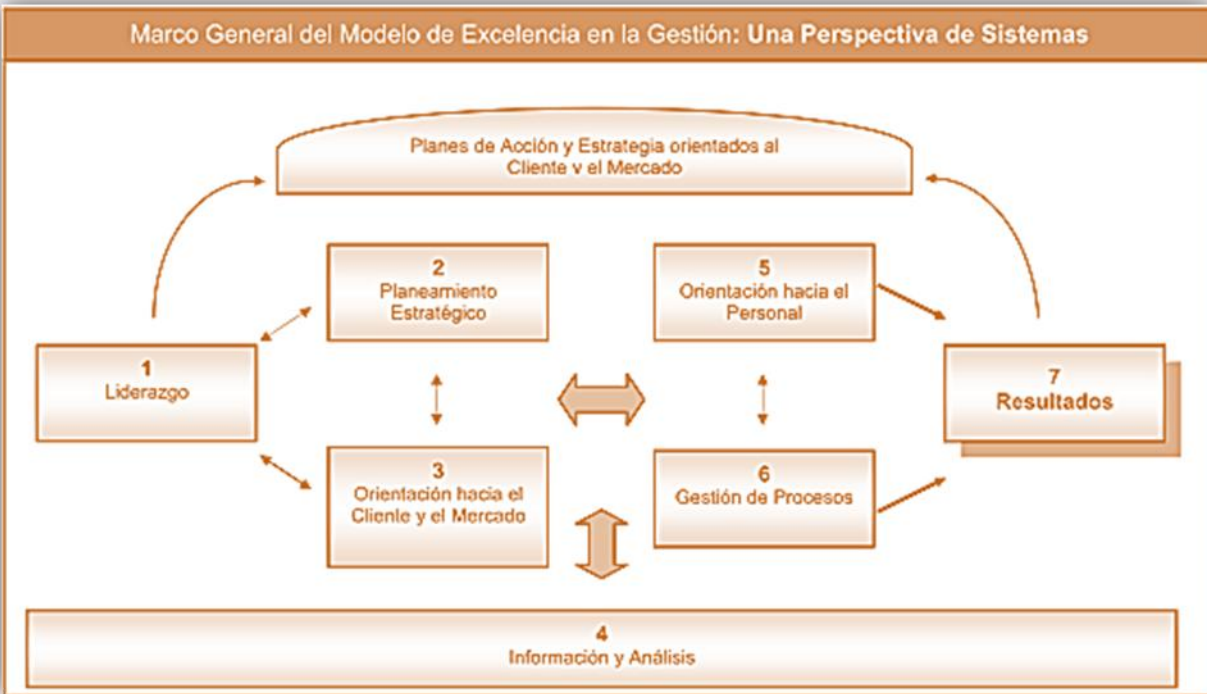 Marco General del Modelo de Excelencia en la Gestión: Una Perspectiva de Sistemas
Planes de Acción y Estrategia orientados al
Cliente v el Mercado
1
Liderazgo
2
Planeamiento
Estratégico
3
Orientación hacia el
Cliente y el Mercado
5
Orientación hacia el
Personal
6
Gestión de Procesos
7
Resultados
4
Información y Análisis